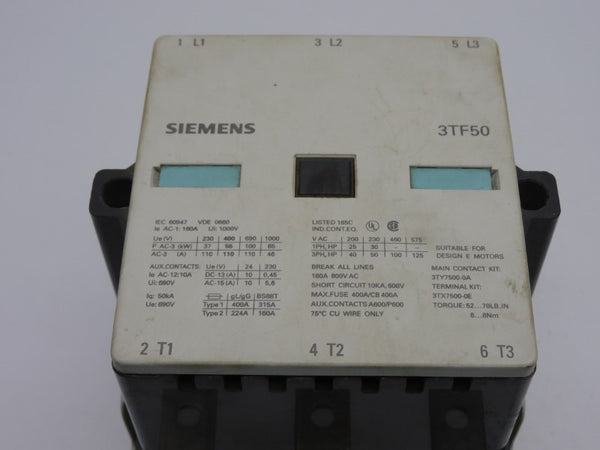 1 L1 3 L2 5 L3
SIEMENS 3TF50
IEC 60947 VDE 0660
Ie AC-1: 160A Ui: 1000V
Ue (V) 230 400 690 1000
P AC-3 (kW) 37 55 100 65
AC-3 (A) 110 110 110 46
AUX.CONTACTS: Ue (V) 24 230
Ie AC-12:10A DC-13 (A) 10 0,45
Ui: 690V AC-15 (A) 10 5,6
Iq: 50kA gL/gG BS88T
Ue: 690V Type 1 400A 315A
Type 2 224A 160A
LISTED 165C
IND.CONT.EQ. UL
V AC 200 230 460 575
1PH, HP 25 30 - -
3PH, HP 40 50 100 125
BREAK ALL LINES
160A 600V AC
SHORT CIRCUIT 10KA, 600V
MAX.FUSE 400A/CB 400A
AUX.CONTACTS A600/P600
75°C CU WIRE ONLY
SUITABLE FOR
DESIGN E MOTORS
MAIN CONTACT KIT:
3TY7500-0A
TERMINAL KIT:
3TX7500-0E
TORQUE: 52...70LB.IN
6...8Nm
2 T1 4 T2 6 T3